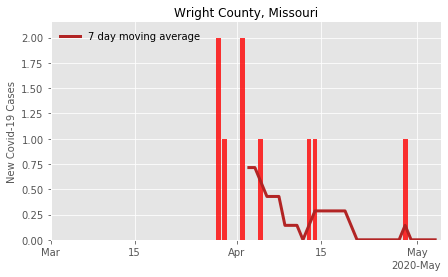 Wright County, Missouri
7 day moving average
New Covid-19 Cases
2.00
1.75
1.50
1.25
1.00
0.75
0.50
0.25
0.00
Mar
15
Apr
15
May
2020-May